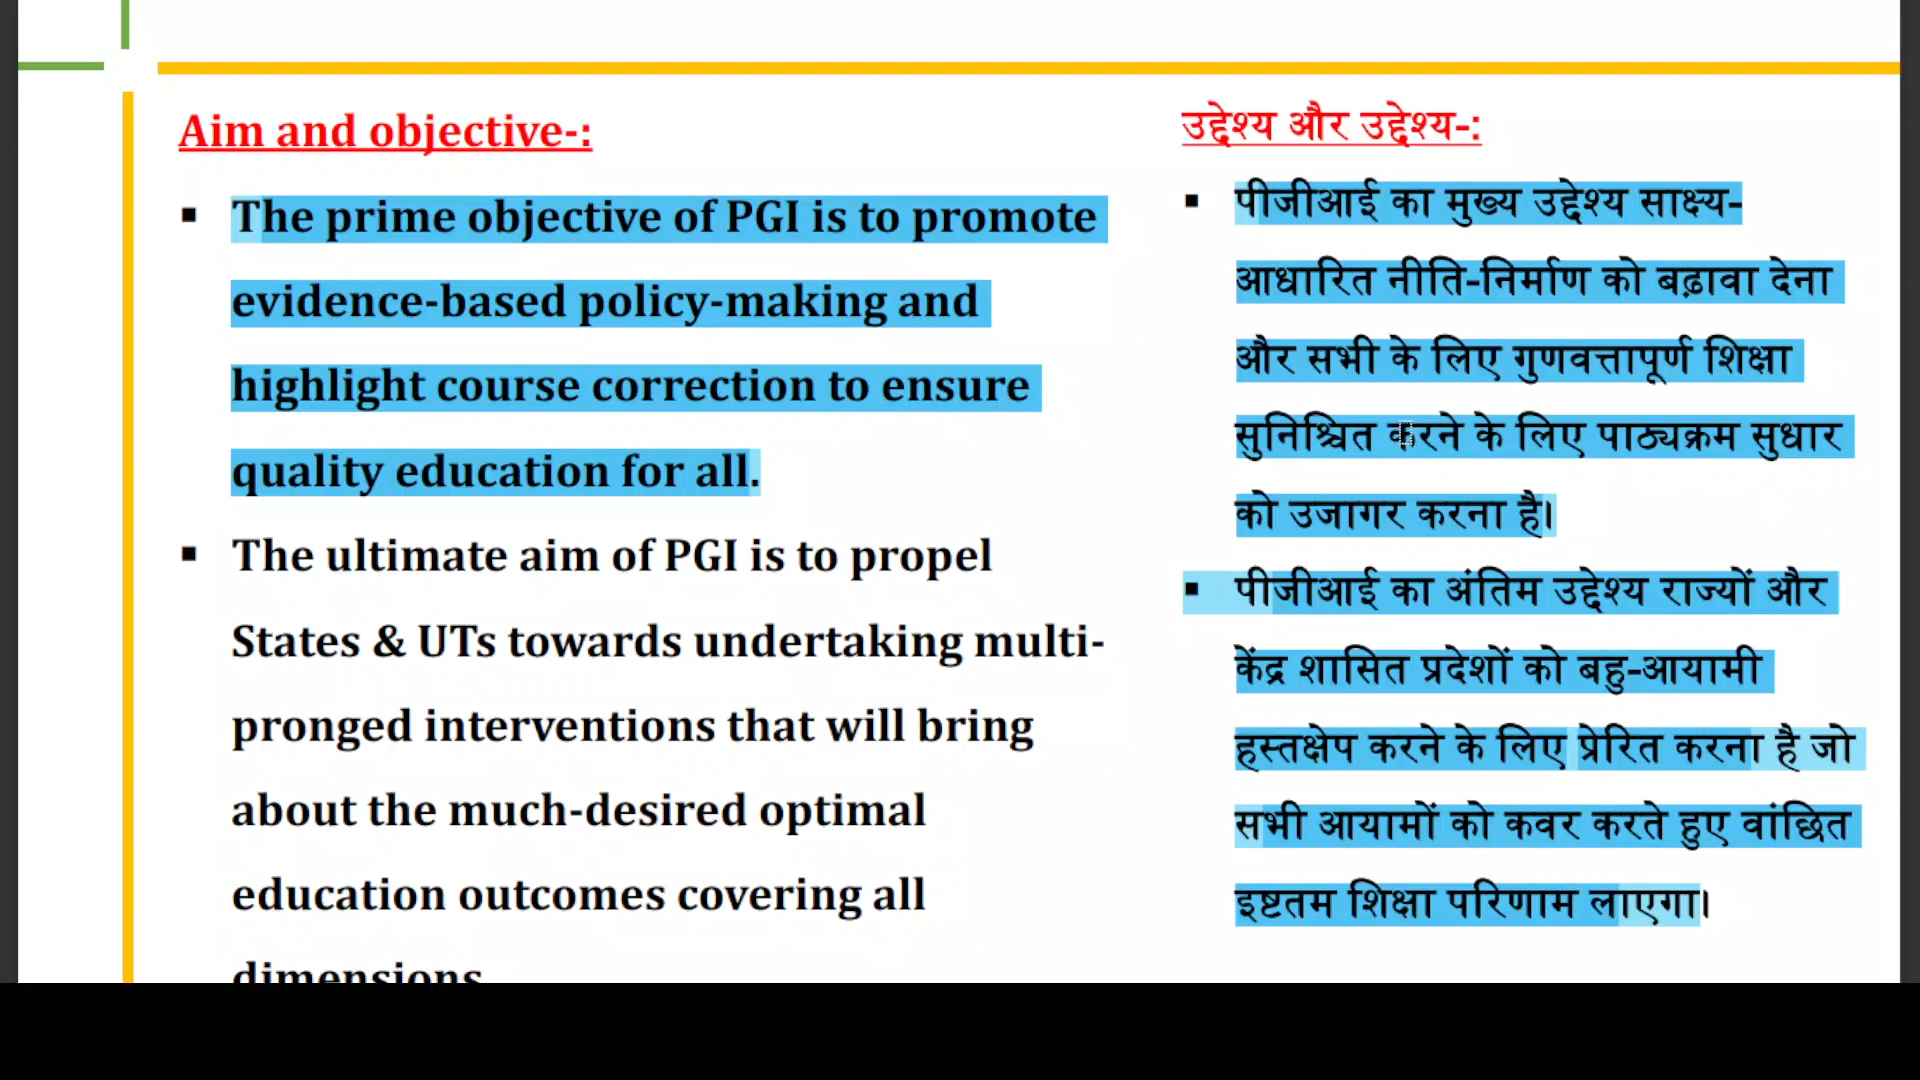 Aim and objective-:
▪ The prime objective of PGI is to promote
evidence-based policy-making and
highlight course correction to ensure
quality education for all.
▪ The ultimate aim of PGI is to propel
States & UTs towards undertaking multi-
pronged interventions that will bring
about the much-desired optimal
education outcomes covering all
dimensions
उद्देश्य और उद्देश्य-:
▪ पीजीआई का मुख्य उद्देश्य साक्ष्य-
आधारित नीति-निर्माण को बढ़ावा देना
और सभी के लिए गुणवत्तापूर्ण शिक्षा
सुनिश्चित करने के लिए पाठ्यक्रम सुधार
को उजागर करना है।
▪ पीजीआई का अंतिम उद्देश्य राज्यों और
केंद्र शासित प्रदेशों को बहु-आयामी
हस्तक्षेप करने के लिए प्रेरित करना है जो
सभी आयामों को कवर करते हुए वांछित
इष्टतम शिक्षा परिणाम लाएगा।